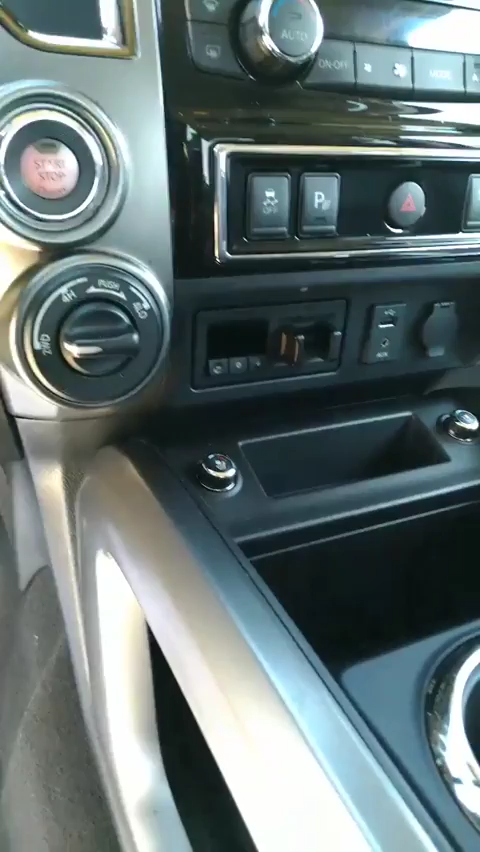 AUTO
ON·OFF
MODE
START
STOP
OFF
P
PUSH
4H
4LO
2WD
AUX